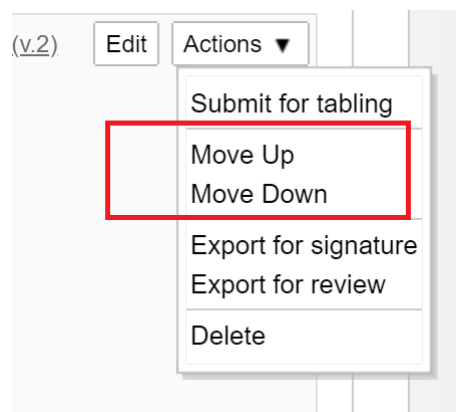 (v.2) Edit Actions ▼
Submit for tabling
Move Up
Move Down
Export for signature
Export for review
Delete